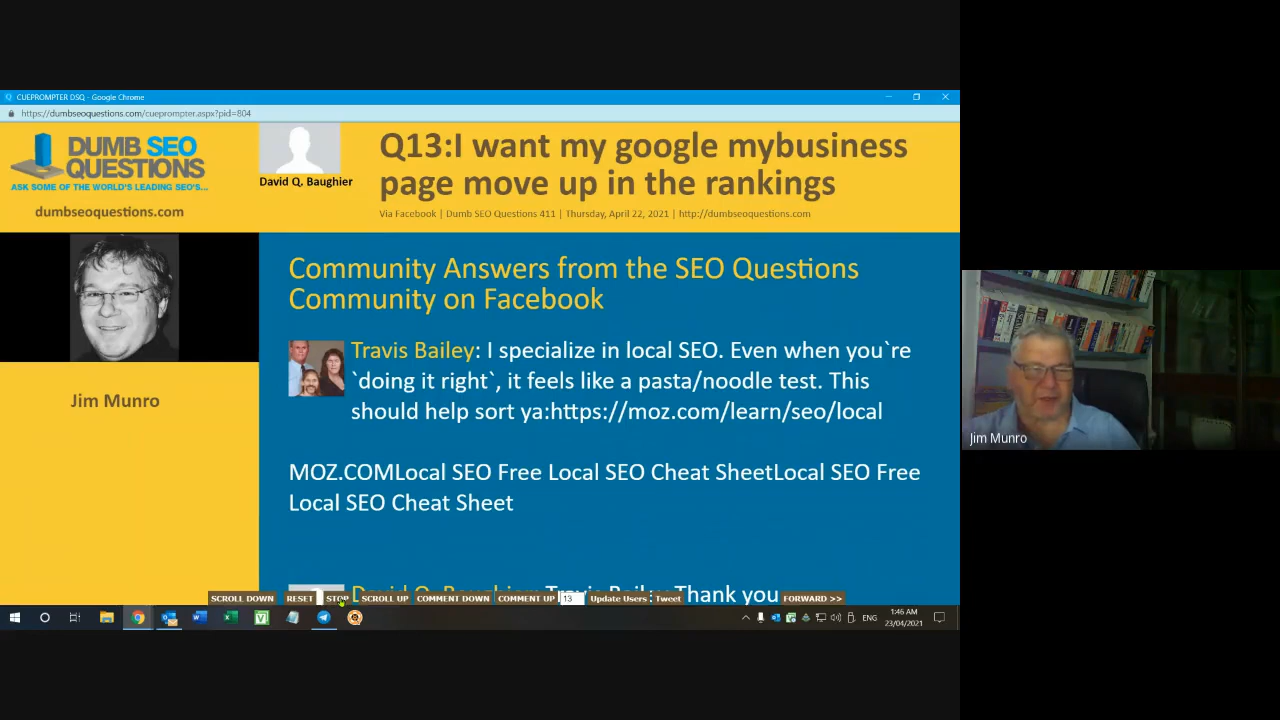 CUEPROMPTER DSQ - Google Chrome
https://dumbseoquestions.com/cueprompter.aspx?pid=804
DUMB SEO
QUESTIONS
ASK SOME OF THE WORLD'S LEADING SEO'S...
dumbseoquestions.com
David Q. Baughier
Q13:I want my google mybusiness
page move up in the rankings
Via Facebook | Dumb SEO Questions 411 | Thursday, April 22, 2021 | http://dumbseoquestions.com
Jim Munro
Community Answers from the SEO Questions
Community on Facebook
Travis Bailey: I specialize in local SEO. Even when you`re
`doing it right`, it feels like a pasta/noodle test. This
should help sort ya:https://moz.com/learn/seo/local
MOZ.COMLocal SEO Free Local SEO Cheat SheetLocal SEO Free
Local SEO Cheat Sheet
David Q. Baughier: Travis Bailey Thank you
SCROLL DOWN RESET STOP SCROLL UP COMMENT DOWN COMMENT UP 13 Update Users Tweet FORWARD >>
ENG
1:46 AM
23/04/2021
Jim Munro